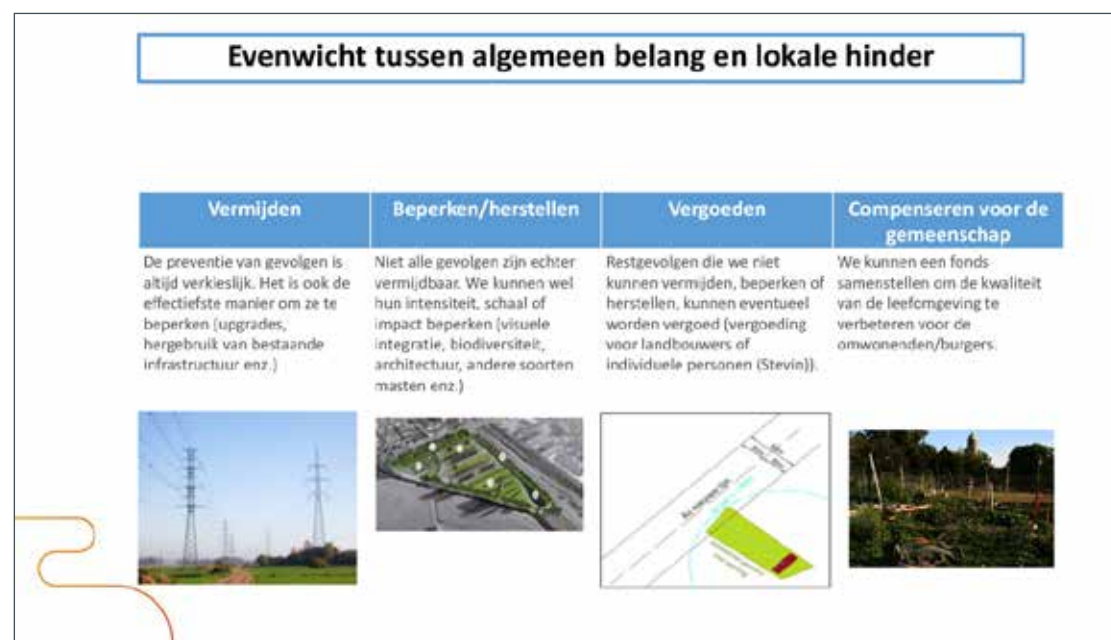 Evenwicht tussen algemeen belang en lokale hinder
Vermijden
De preventie van gevolgen is
altijd verkieslijk. Het is ook de
effectiefste manier om ze te
beperken (upgrades,
hergebruik van bestaande
infrastructuur enz.)
Beperken/herstellen
Niet alle gevolgen zijn echter
vermijdbaar. We kunnen wel
hun intensiteit, schaal of
impact beperken (visuele
integratie, biodiversiteit,
architectuur, andere soorten
masten enz.)
Vergoeden
Restgevolgen die we niet
kunnen vermijden, beperken of
herstellen, kunnen eventueel
worden vergoed (vergoeding
voor landbouwers of
individuele personen (Stevin)).
Compenseren voor de
gemeenschap
We kunnen een fonds
samenstellen om de kwaliteit
van de leefomgeving te
verbeteren voor de
omwonenden/burgers.